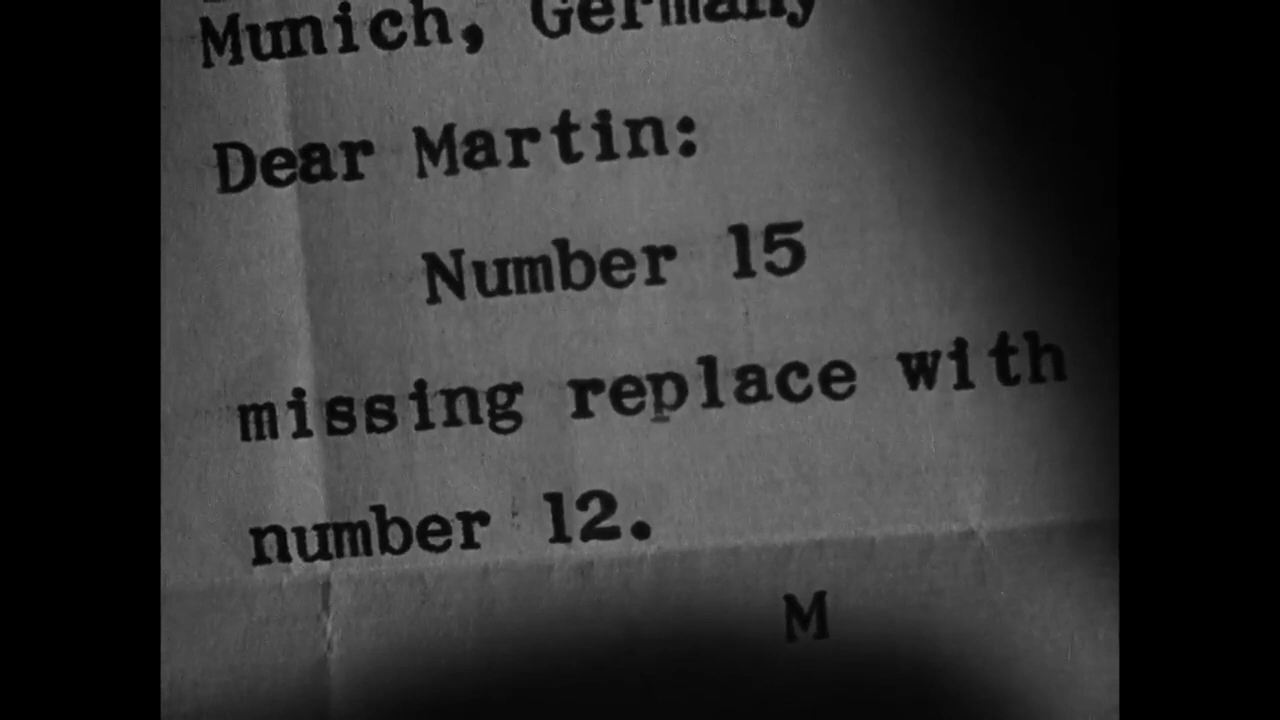 Munich, Germany
Dear Martin:
Number 15
missing replace with
number 12.
M